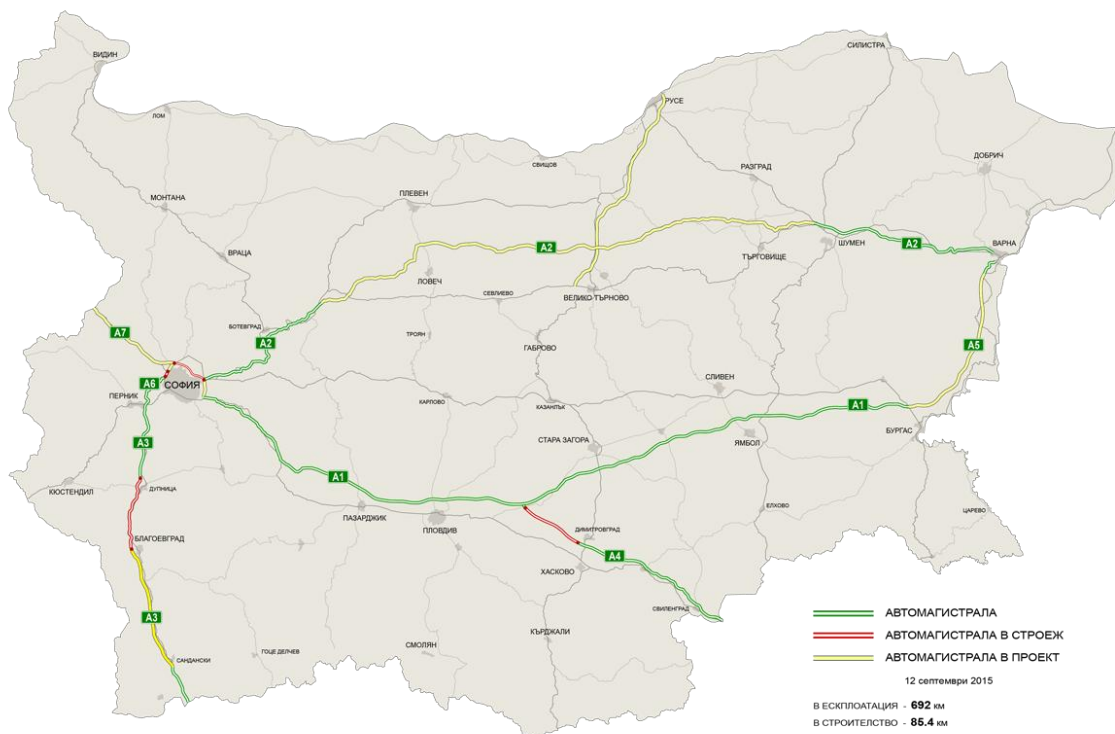 СИЛИСТРА
ВИДИН
РУСЕ
ЛОМ
СВИЩОВ
РАЗГРАД
ДОБРИЧ
МОНТАНА
ПЛЕВЕН
ШУМЕН
A2
A2
ВАРНА
ВРАЦА
ТЪРГОВИЩЕ
ЛОВЕЧ
СЕВЛИЕВО
ВЕЛИКО ТЪРНОВО
БОТЕВГРАД
A7
ТРОЯН
A2
ГАБРОВО
A5
A6
СОФИЯ
СЛИВЕН
ПЕРНИК
КАРЛОВО
КАЗАНЛЪК
A1
БУРГАС
A3
СТАРА ЗАГОРА
ЯМБОЛ
A1
КЮСТЕНДИЛ
ДУПНИЦА
ПАЗАРДЖИК
ЕЛХОВО
ЦАРЕВО
ПЛОВДИВ
ДИМИТРОВГРАД
БЛАГОЕВГРАД
A4
ХАСКОВО
СВИЛЕНГРАД
A3
КЪРДЖАЛИ
СМОЛЯН
ГОЦЕ ДЕЛЧЕВ
САНДАНСКИ
АВТОМАГИСТРАЛА
АВТОМАГИСТРАЛА В СТРОЕЖ
АВТОМАГИСТРАЛА В ПРОЕКТ
12 септември 2015
В ЕСКПЛОАТАЦИЯ - 692 км
В СТРОИТЕЛСТВО - 85.4 км